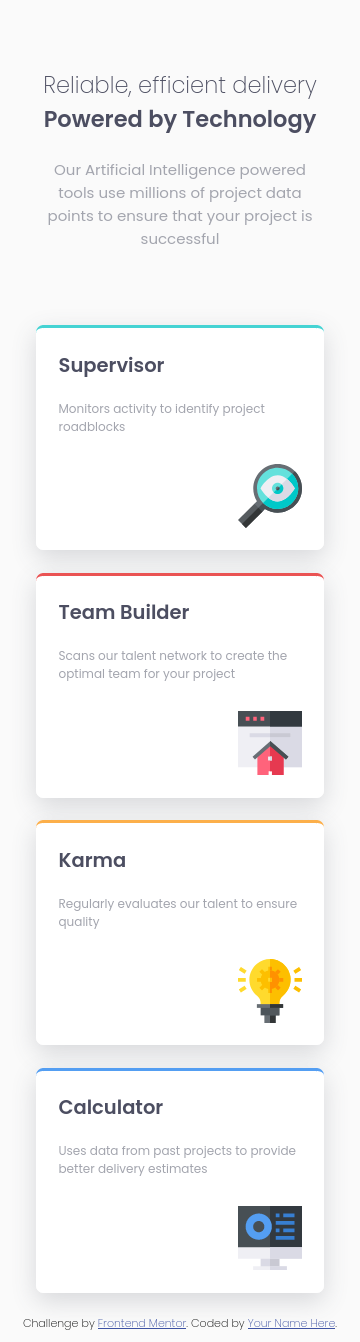 Reliable, efficient delivery
Powered by Technology
Our Artificial Intelligence powered
tools use millions of project data
points to ensure that your project is
successful
Supervisor
Monitors activity to identify project
roadblocks
Team Builder
Scans our talent network to create the
optimal team for your project
Karma
Regularly evaluates our talent to ensure
quality
Calculator
Uses data from past projects to provide
better delivery estimates
Challenge by Frontend Mentor. Coded by Your Name Here.